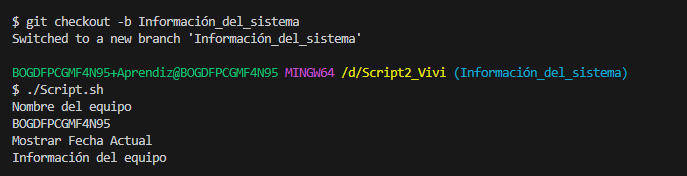 $ git checkout -b Información_del_sistema
Switched to a new branch 'Información_del_sistema'
BOGDFPCGMF4N95+Aprendiz@BOGDFPCGMF4N95 MINGW64 /d/Script2_Vivi (Información_del_sistema)
$ ./Script.sh
Nombre del equipo
BOGDFPCGMF4N95
Mostrar Fecha Actual
Información del equipo